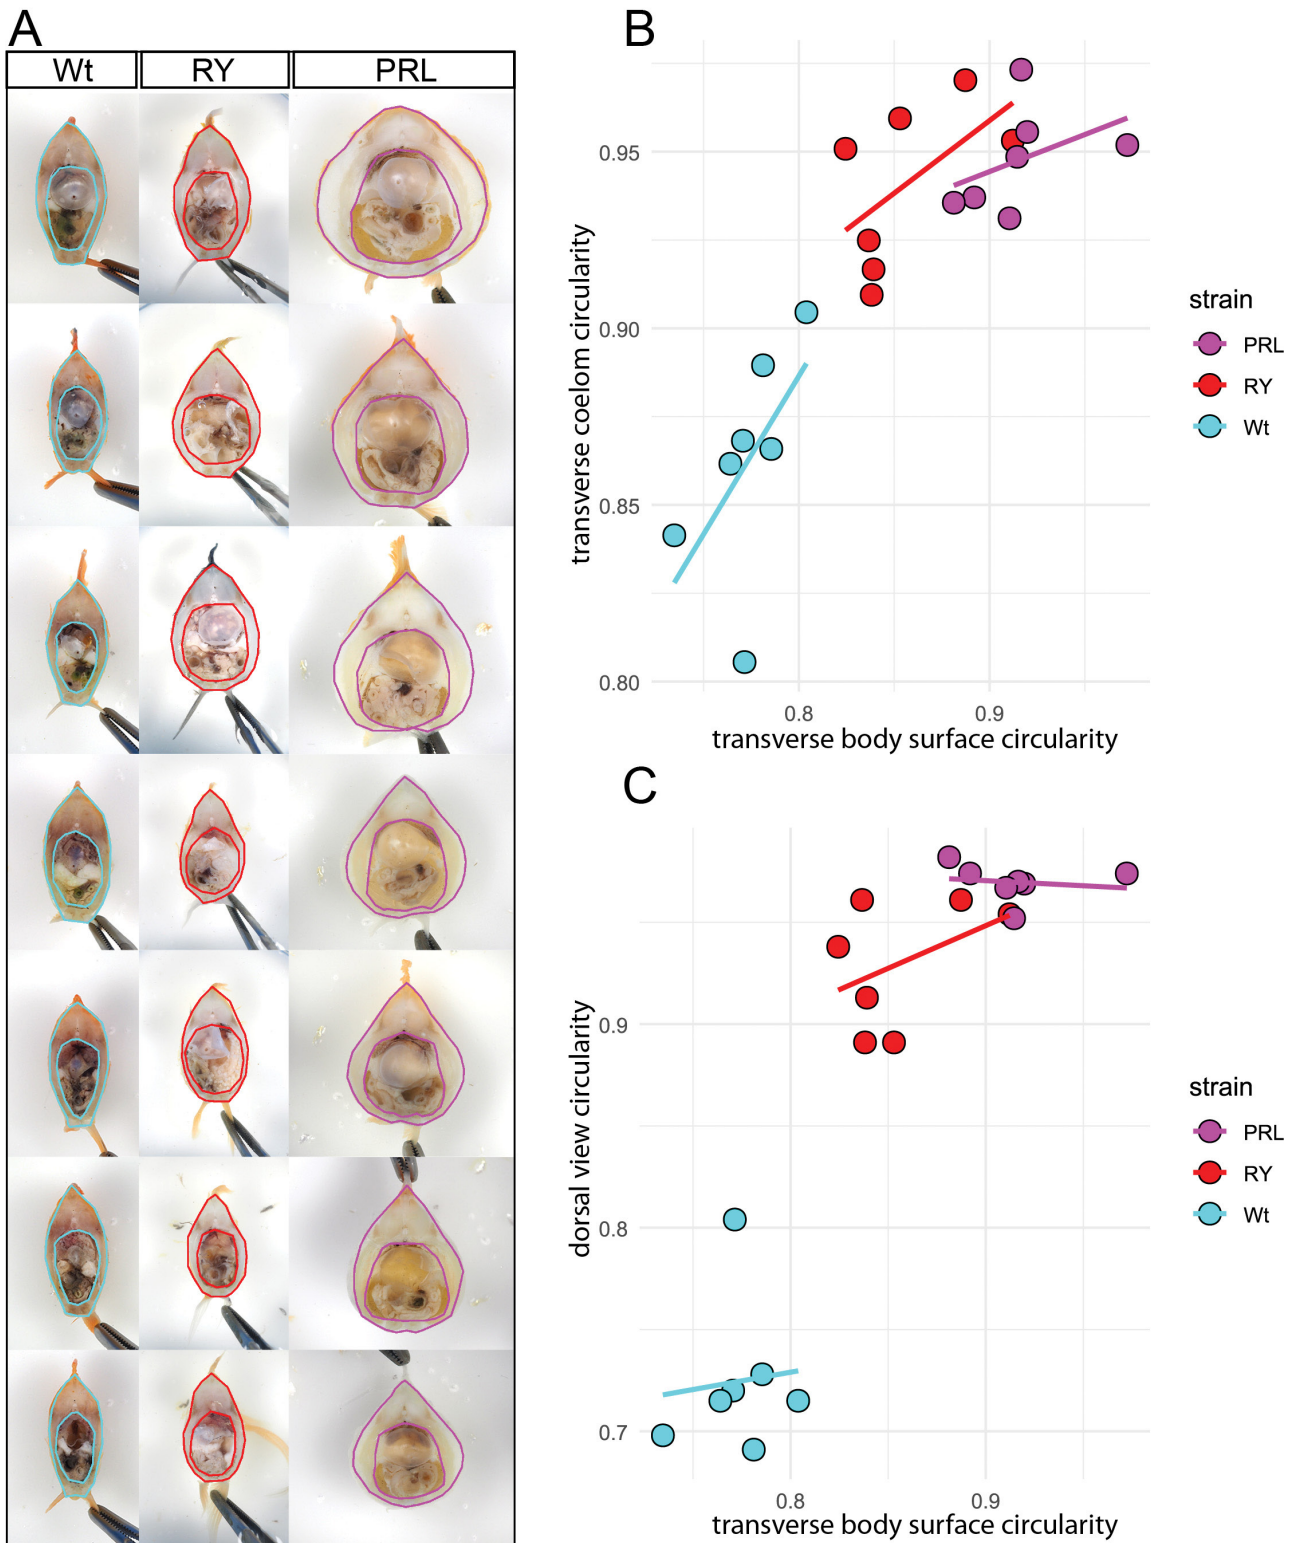 A
Wt RY PRL
B
0.95
0.90
0.85
0.80
0.8 0.9
transverse coelom circularity
transverse body surface circularity
strain
PRL
RY
Wt
C
0.9
0.8
0.7
0.8 0.9
dorsal view circularity
transverse body surface circularity
strain
PRL
RY
Wt